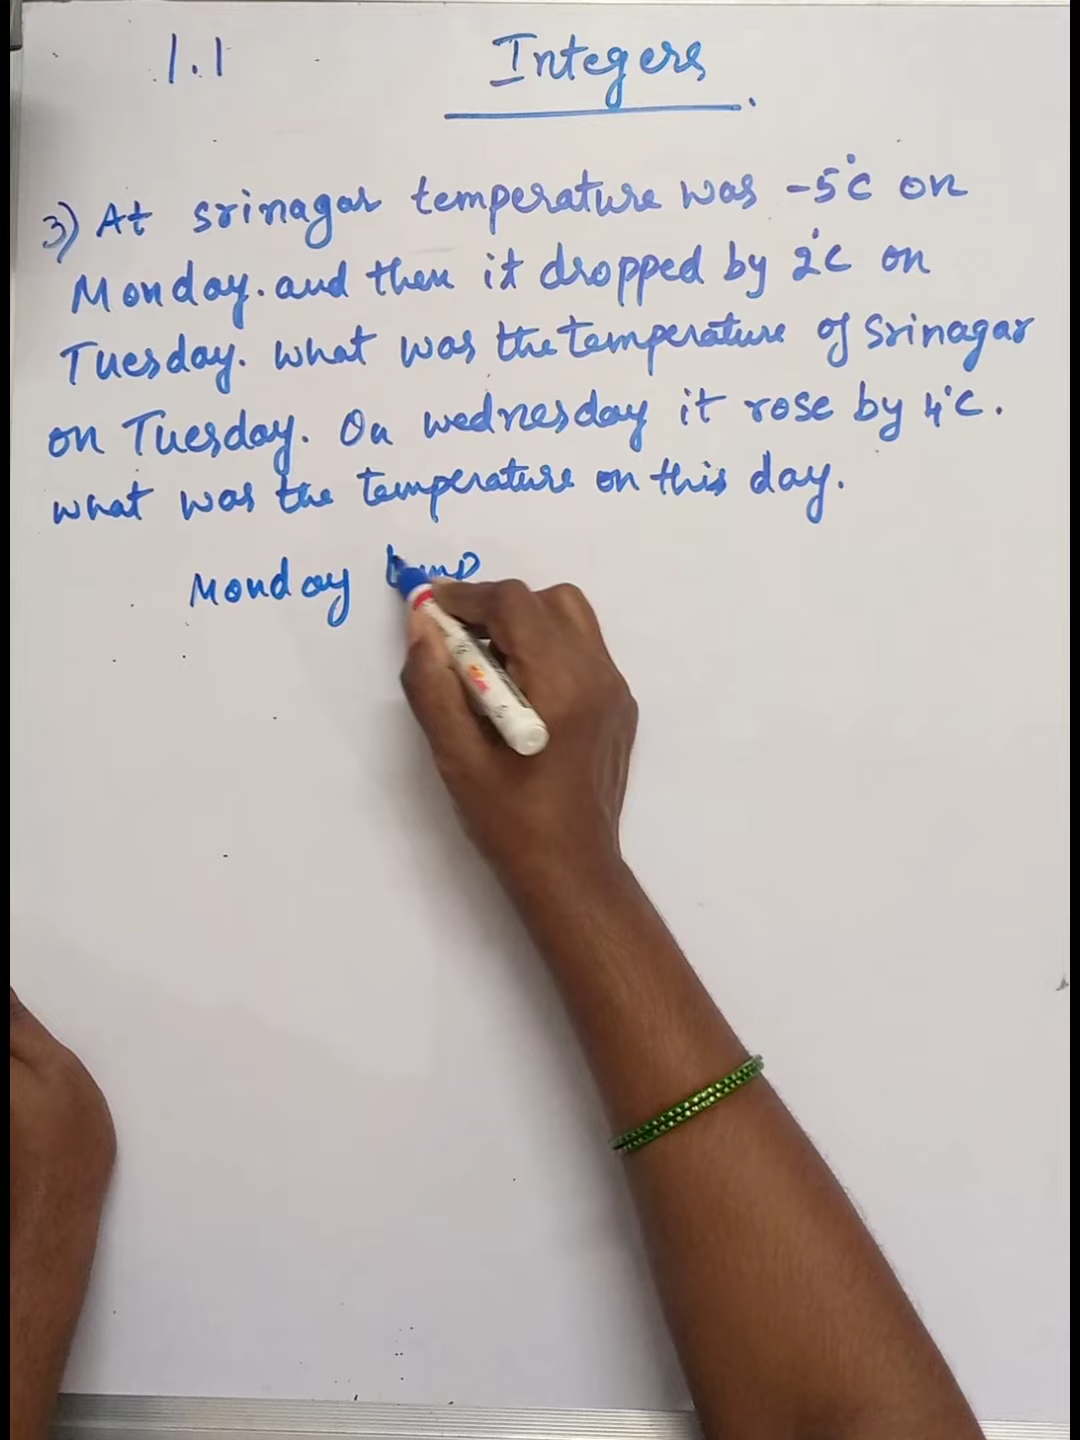 1.1 Integers
3) At srinagar temperature was -5°C on
Monday. and then it dropped by 2°C on
Tuesday. what was the temperature of Srinagar
on Tuesday. On wednesday it rose by 4°C.
what was the temperature on this day.
Monday temp